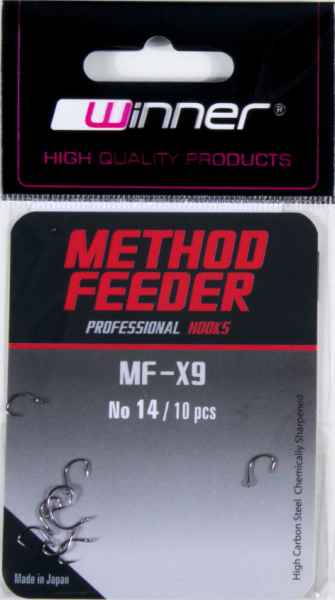 Winner®
HIGH QUALITY PRODUCTS
METHOD
FEEDER
PROFESSIONAL HOOKS
MF-X9
No 14 / 10 pcs
High Carbon Steel Chemically Sharpened
Made in Japan